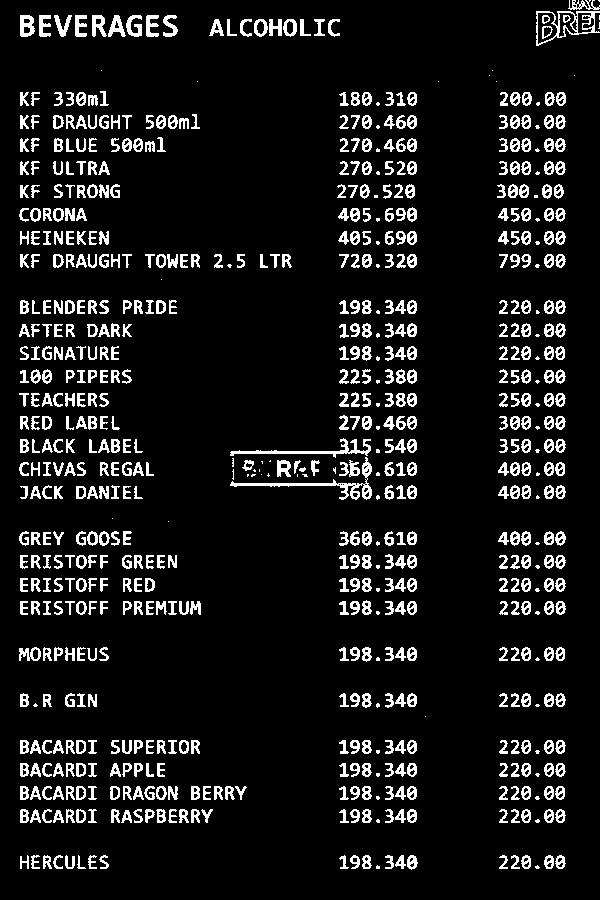 BEVERAGES ALCOHOLIC
KF 330ml 180.310 200.00
KF DRAUGHT 500ml 270.460 300.00
KF BLUE 500ml 270.460 300.00
KF ULTRA 270.520 300.00
KF STRONG 270.520 300.00
CORONA 405.690 450.00
HEINEKEN 405.690 450.00
KF DRAUGHT TOWER 2.5 LTR 720.320 799.00
BLENDERS PRIDE 198.340 220.00
AFTER DARK 198.340 220.00
SIGNATURE 198.340 220.00
100 PIPERS 225.380 250.00
TEACHERS 225.380 250.00
RED LABEL 270.460 300.00
BLACK LABEL 315.540 350.00
CHIVAS REGAL 360.610 400.00
JACK DANIEL 360.610 400.00
GREY GOOSE 360.610 400.00
ERISTOFF GREEN 198.340 220.00
ERISTOFF RED 198.340 220.00
ERISTOFF PREMIUM 198.340 220.00
MORPHEUS 198.340 220.00
B.R GIN 198.340 220.00
BACARDI SUPERIOR 198.340 220.00
BACARDI APPLE 198.340 220.00
BACARDI DRAGON BERRY 198.340 220.00
BACARDI RASPBERRY 198.340 220.00
HERCULES 198.340 220.00